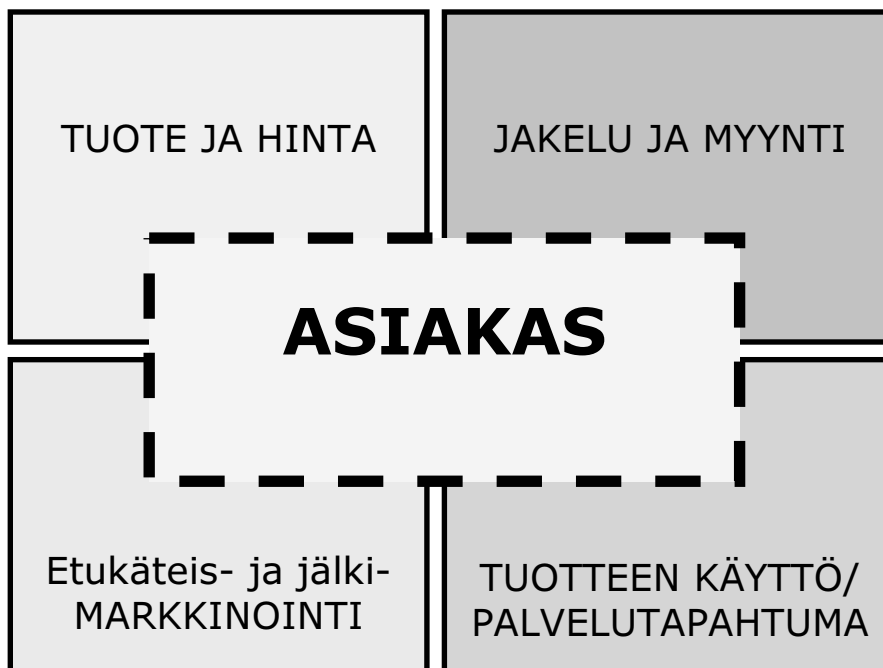 TUOTE JA HINTA
JAKELU JA MYYNTI
ASIAKAS
Etukäteis- ja jälki-
MARKKINOINTI
TUOTTEEN KÄYTTÖ/
PALVELUTAPAHTUMA